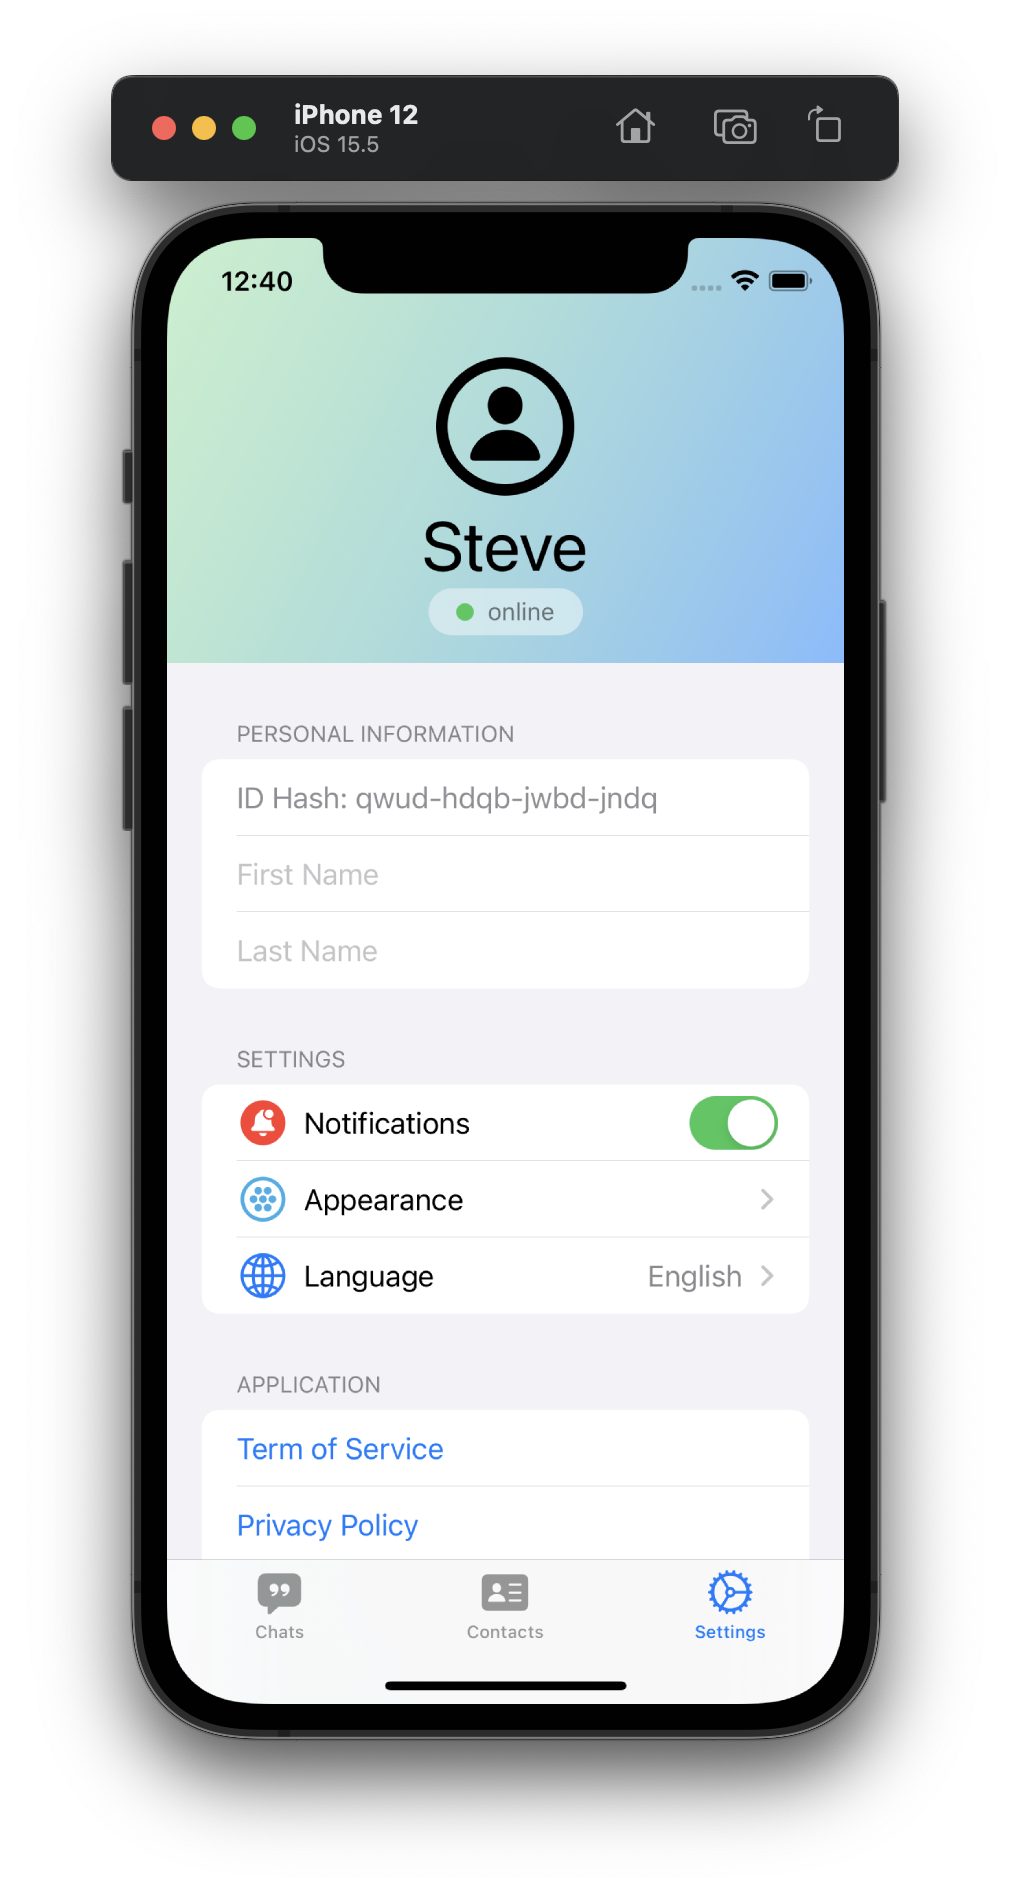 iPhone 12
iOS 15.5
12:40
Steve
online
PERSONAL INFORMATION
ID Hash: qwud-hdqb-jwbd-jndq
First Name
Last Name
SETTINGS
Notifications
Appearance
Language English
APPLICATION
Term of Service
Privacy Policy
Chats Contacts Settings